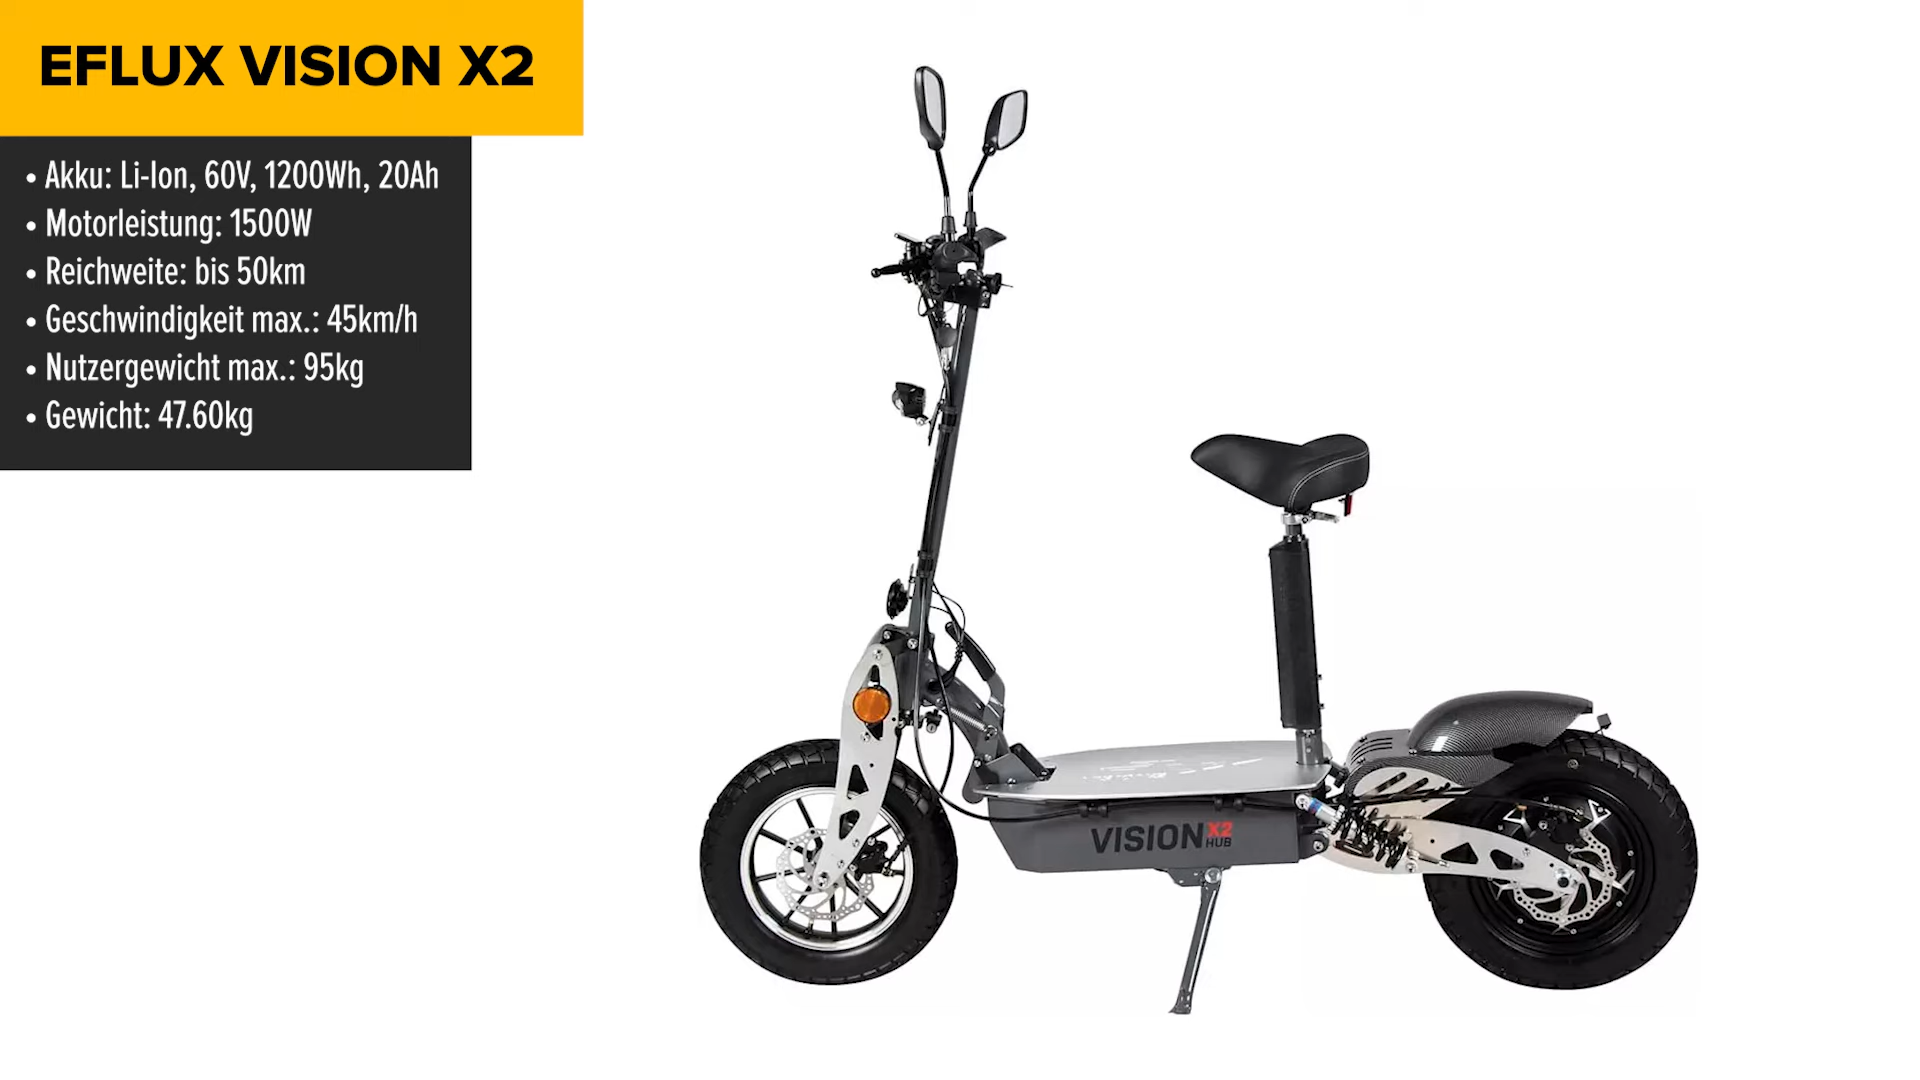 EFLUX VISION X2
• Akku: Li-Ion, 60V, 1200Wh, 20Ah
• Motorleistung: 1500W
• Reichweite: bis 50km
• Geschwindigkeit max.: 45km/h
• Nutzergewicht max.: 95kg
• Gewicht: 47.60kg
VISION X2
HUB